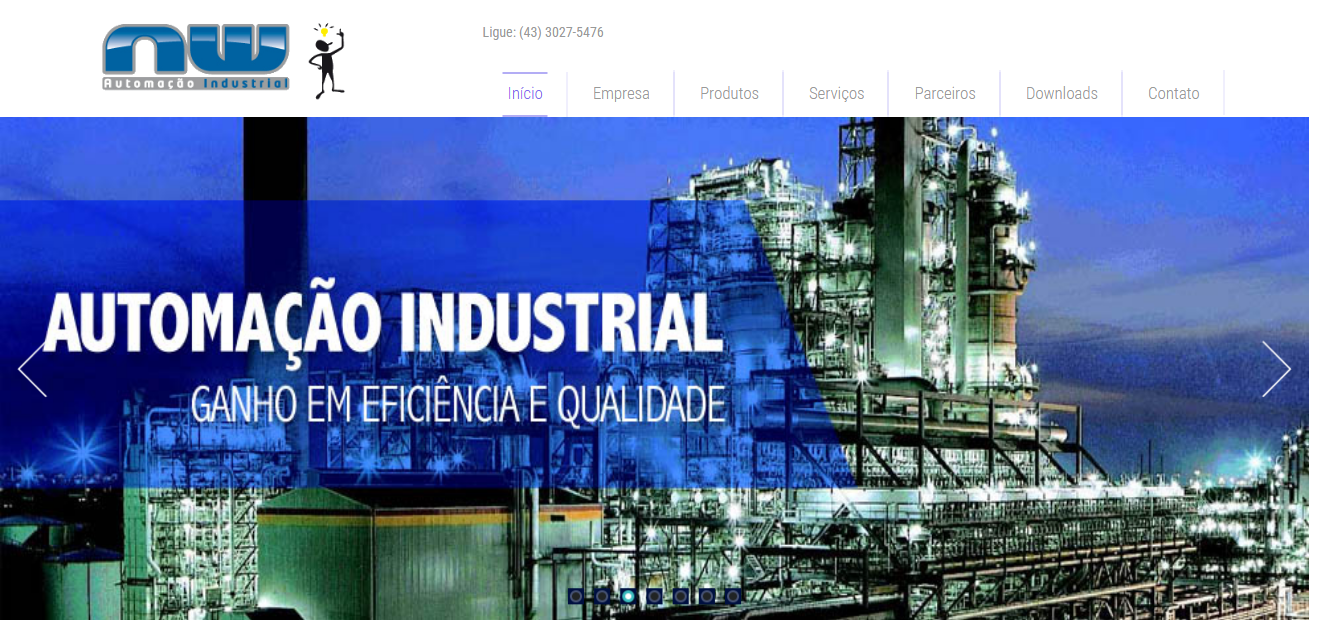 nw
Automação Industrial
Ligue: (43) 3027-5476
Início
Empresa
Produtos
Serviços
Parceiros
Downloads
Contato
AUTOMAÇÃO INDUSTRIAL
GANHO EM EFICIÊNCIA E QUALIDADE